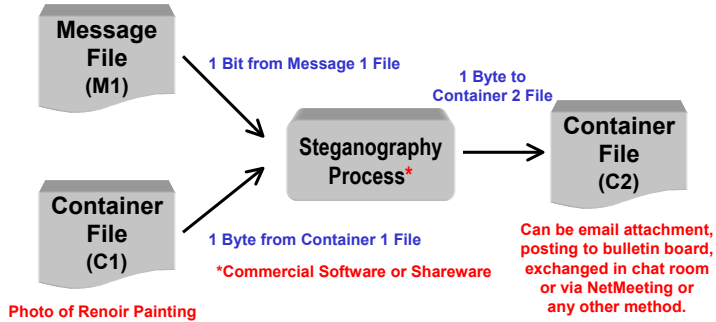 Message
File
(M1)
1 Bit from Message 1 File
1 Byte to
Container 2 File
Steganography
Process*
Container
File
(C2)
Container
File
(C1)
1 Byte from Container 1 File
*Commercial Software or Shareware
Photo of Renoir Painting
Can be email attachment,
posting to bulletin board,
exchanged in chat room
or via NetMeeting or
any other method.